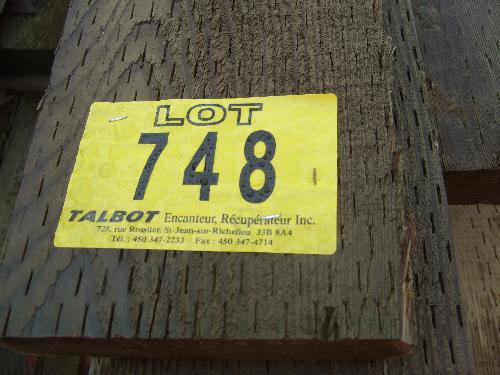 LOT
748
TALBOT Encanteur, Récupérateur Inc.
725, rue Rossiter, St-Jean-sur-Richelieu J3B 8A4
Tél. : 450 347-2233 Fax : 450 347-4714